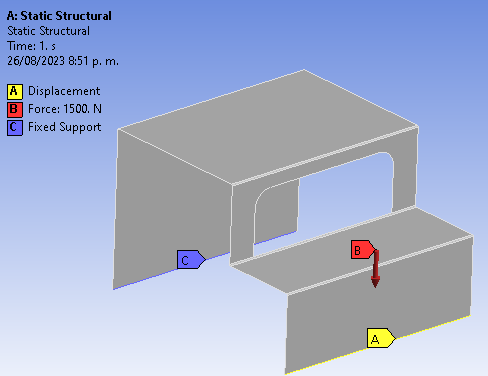 A: Static Structural
Static Structural
Time: 1. s
26/08/2023 8:51 p. m.
A Displacement
B Force: 1500. N
C Fixed Support
C
B
A